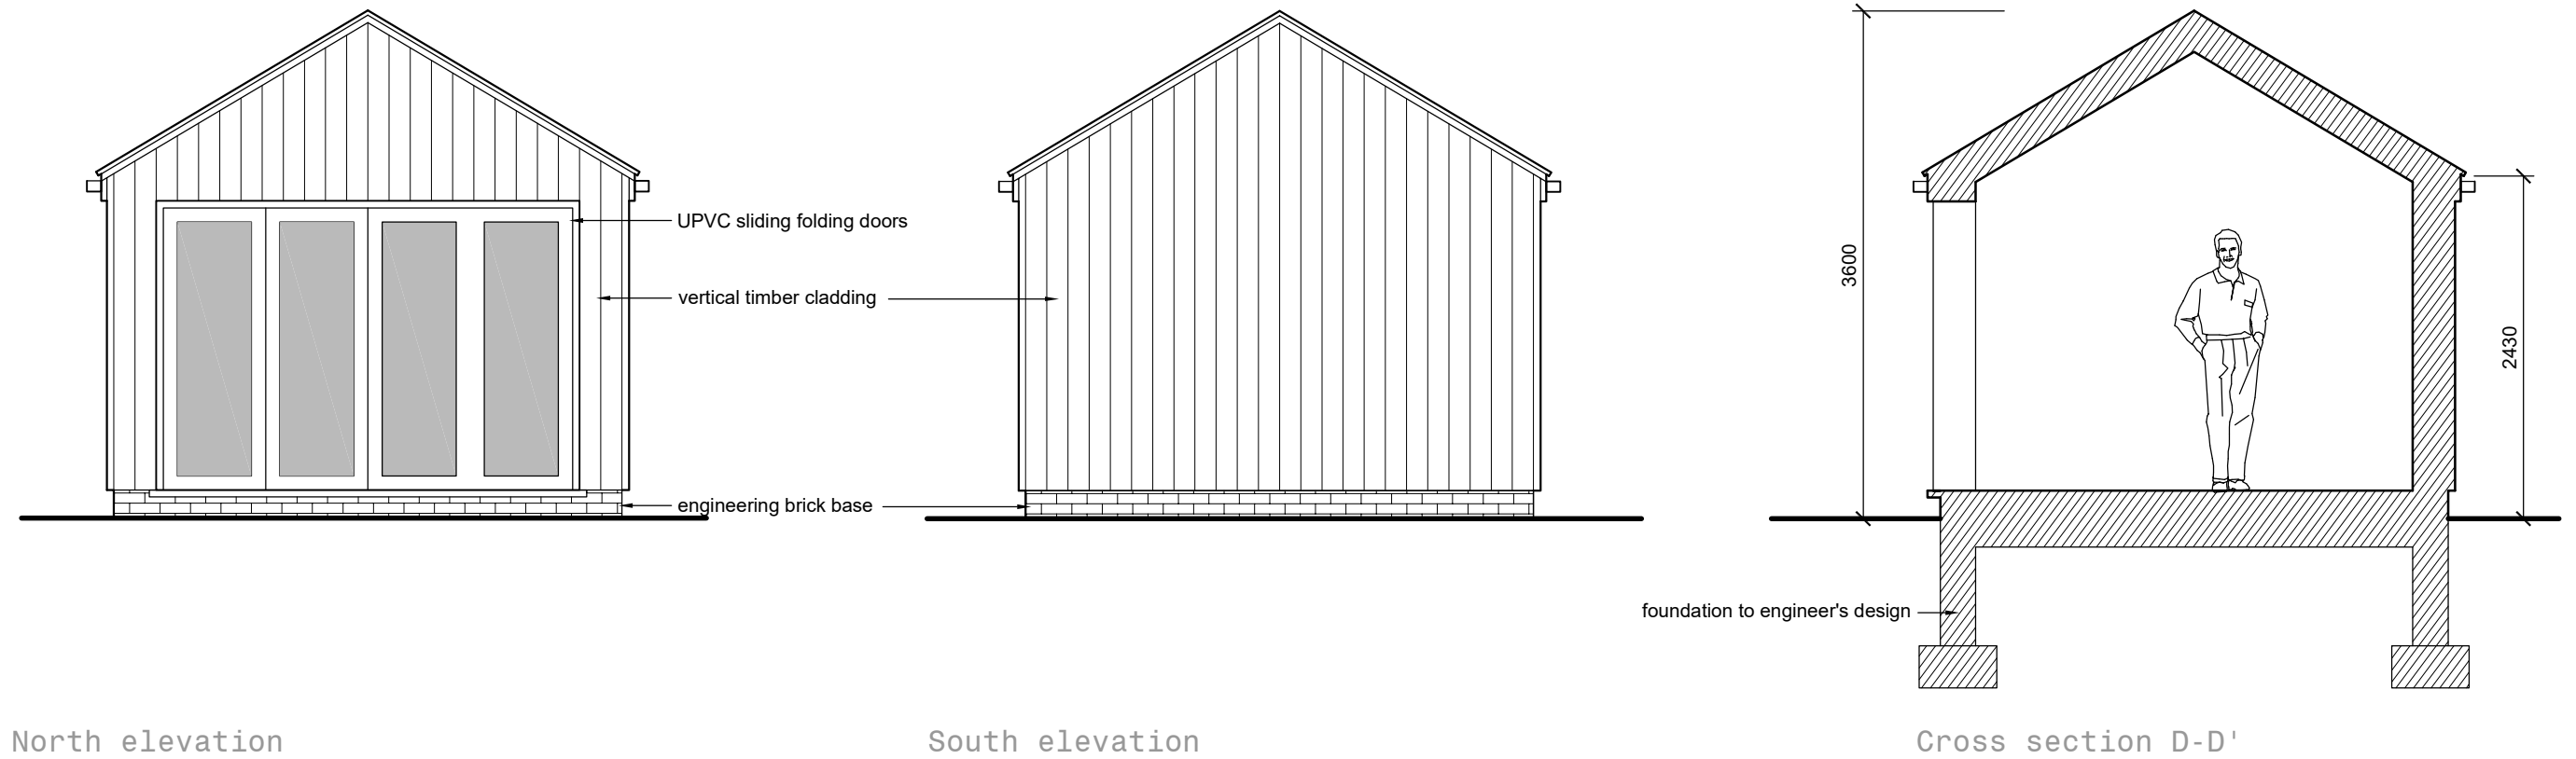 UPVC sliding folding doors
vertical timber cladding
engineering brick base
3600
2430
foundation to engineer's design
North elevation
South elevation
Cross section D-D'